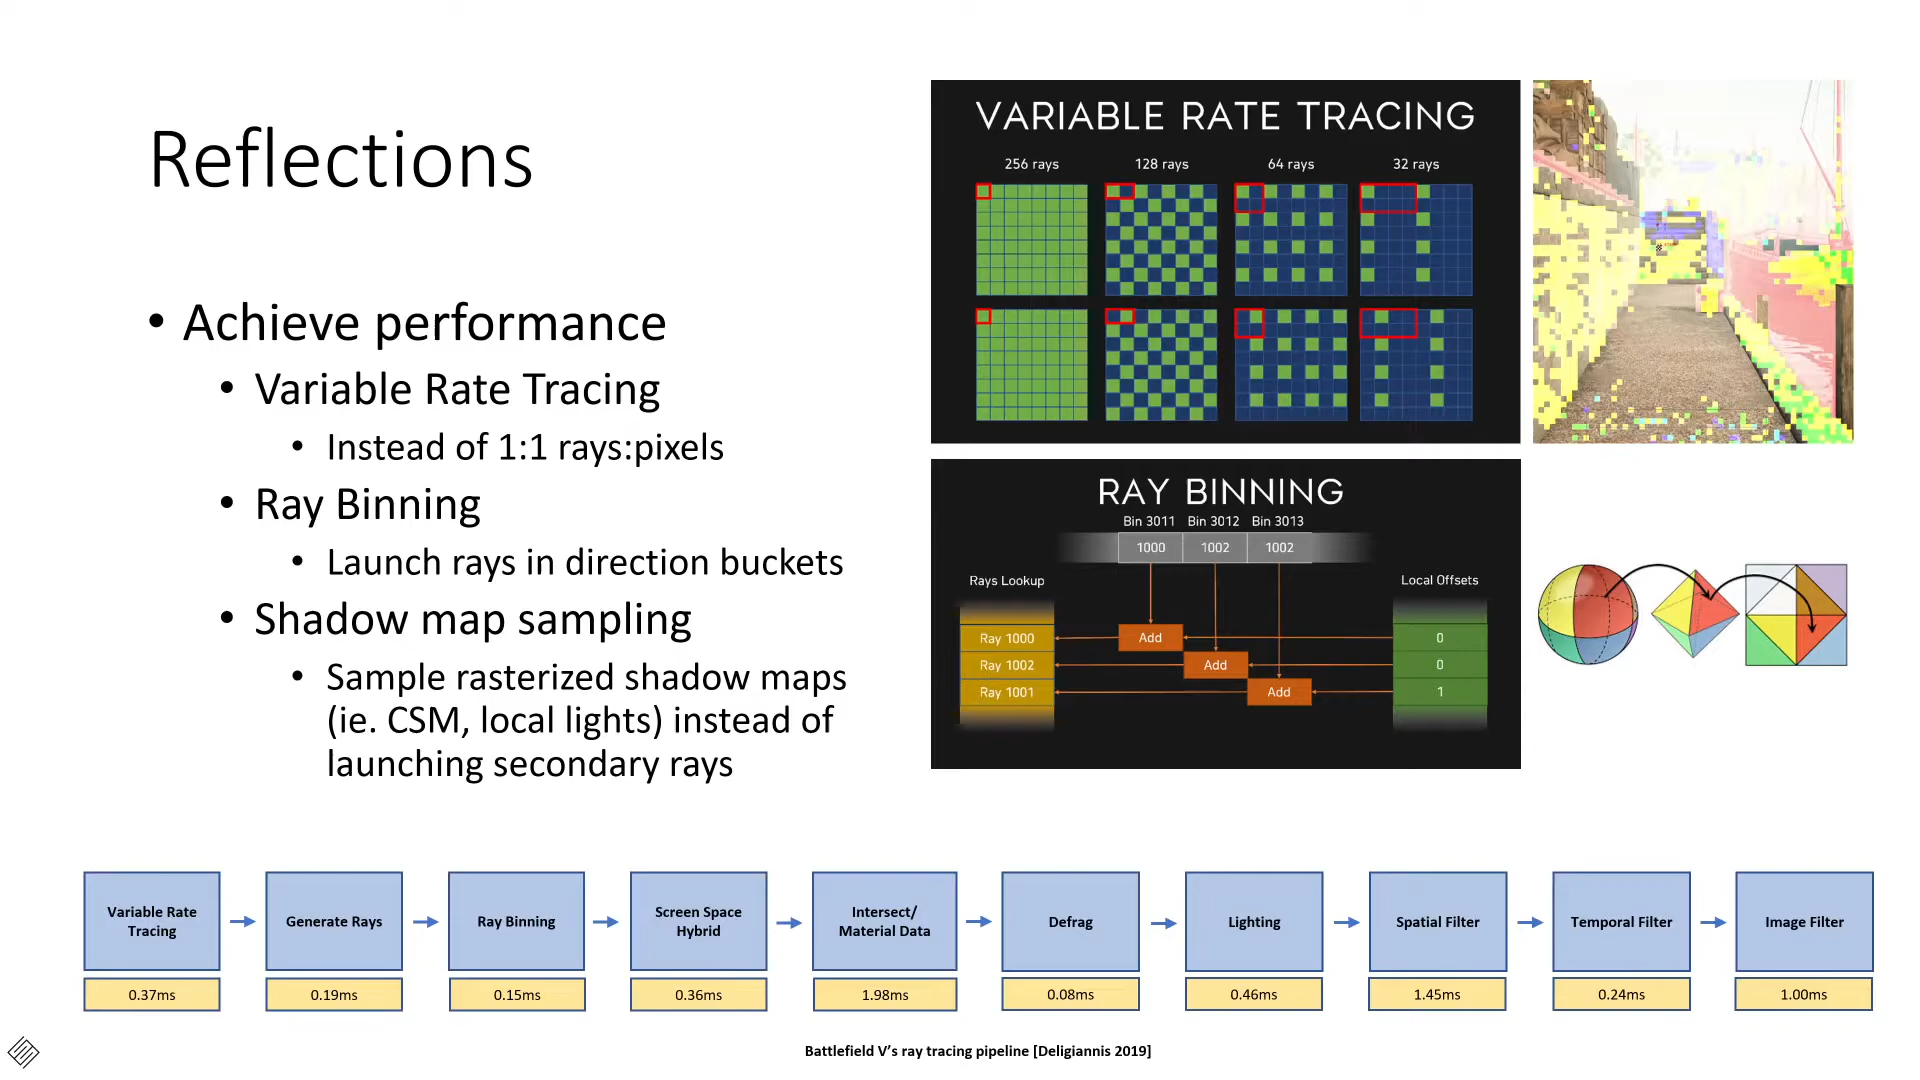 Reflections
• Achieve performance
• Variable Rate Tracing
• Instead of 1:1 rays:pixels
• Ray Binning
• Launch rays in direction buckets
• Shadow map sampling
• Sample rasterized shadow maps
(ie. CSM, local lights) instead of
launching secondary rays
VARIABLE RATE TRACING
256 rays 128 rays 64 rays 32 rays
RAY BINNING
Bin 3011 Bin 3012 Bin 3013
1000 1002 1002
Rays Lookup Local Offsets
Ray 1000 Add 0
Ray 1002 Add 0
Ray 1001 Add 1
Variable Rate
Tracing
Generate Rays
Ray Binning
Screen Space
Hybrid
Intersect/
Material Data
Defrag
Lighting
Spatial Filter
Temporal Filter
Image Filter
0.37ms 0.19ms 0.15ms 0.36ms 1.98ms 0.08ms 0.46ms 1.45ms 0.24ms 1.00ms
Battlefield V’s ray tracing pipeline [Deligiannis 2019]